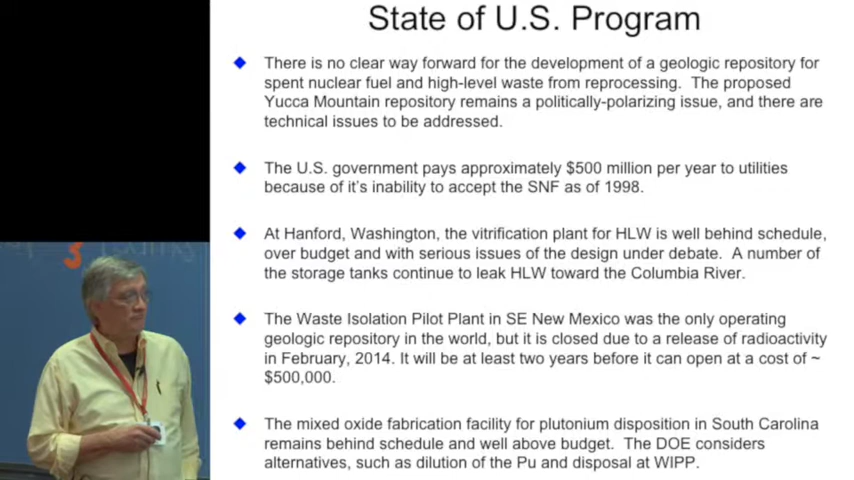 State of U.S. Program
There is no clear way forward for the development of a geologic repository for
spent nuclear fuel and high-level waste from reprocessing. The proposed
Yucca Mountain repository remains a politically-polarizing issue, and there are
technical issues to be addressed.
The U.S. government pays approximately $500 million per year to utilities
because of it's inability to accept the SNF as of 1998.
At Hanford, Washington, the vitrification plant for HLW is well behind schedule,
over budget and with serious issues of the design under debate. A number of
the storage tanks continue to leak HLW toward the Columbia River.
The Waste Isolation Pilot Plant in SE New Mexico was the only operating
geologic repository in the world, but it is closed due to a release of radioactivity
in February, 2014. It will be at least two years before it can open at a cost of ~
$500,000.
The mixed oxide fabrication facility for plutonium disposition in South Carolina
remains behind schedule and well above budget. The DOE considers
alternatives, such as dilution of the Pu and disposal at WIPP.